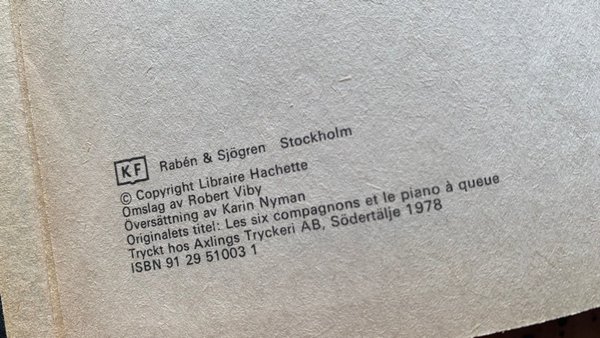 KF Rabén & Sjögren Stockholm
© Copyright Libraire Hachette
Omslag av Robert Viby
Översättning av Karin Nyman
Originalets titel: Les six compagnons et le piano à queue
Tryckt hos Axlings Tryckeri AB, Södertälje 1978
ISBN 91 29 51003 1